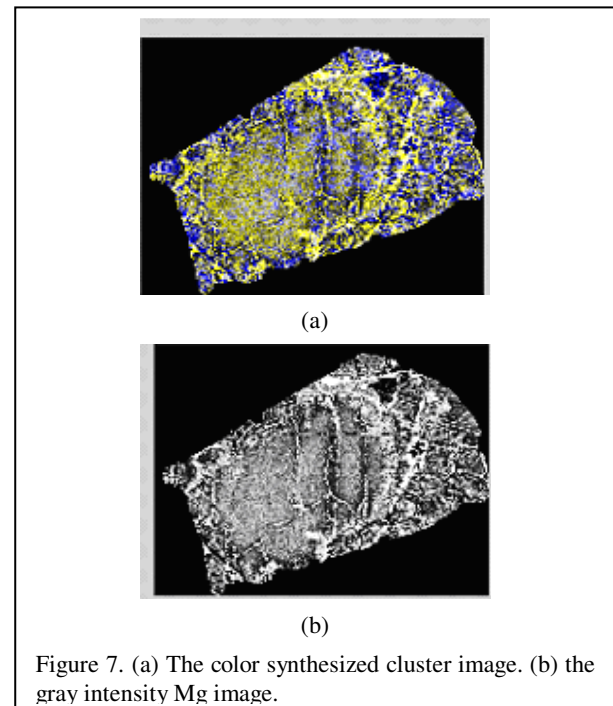 (a)
(b)
Figure 7. (a) The color synthesized cluster image. (b) the
gray intensity Mg image.